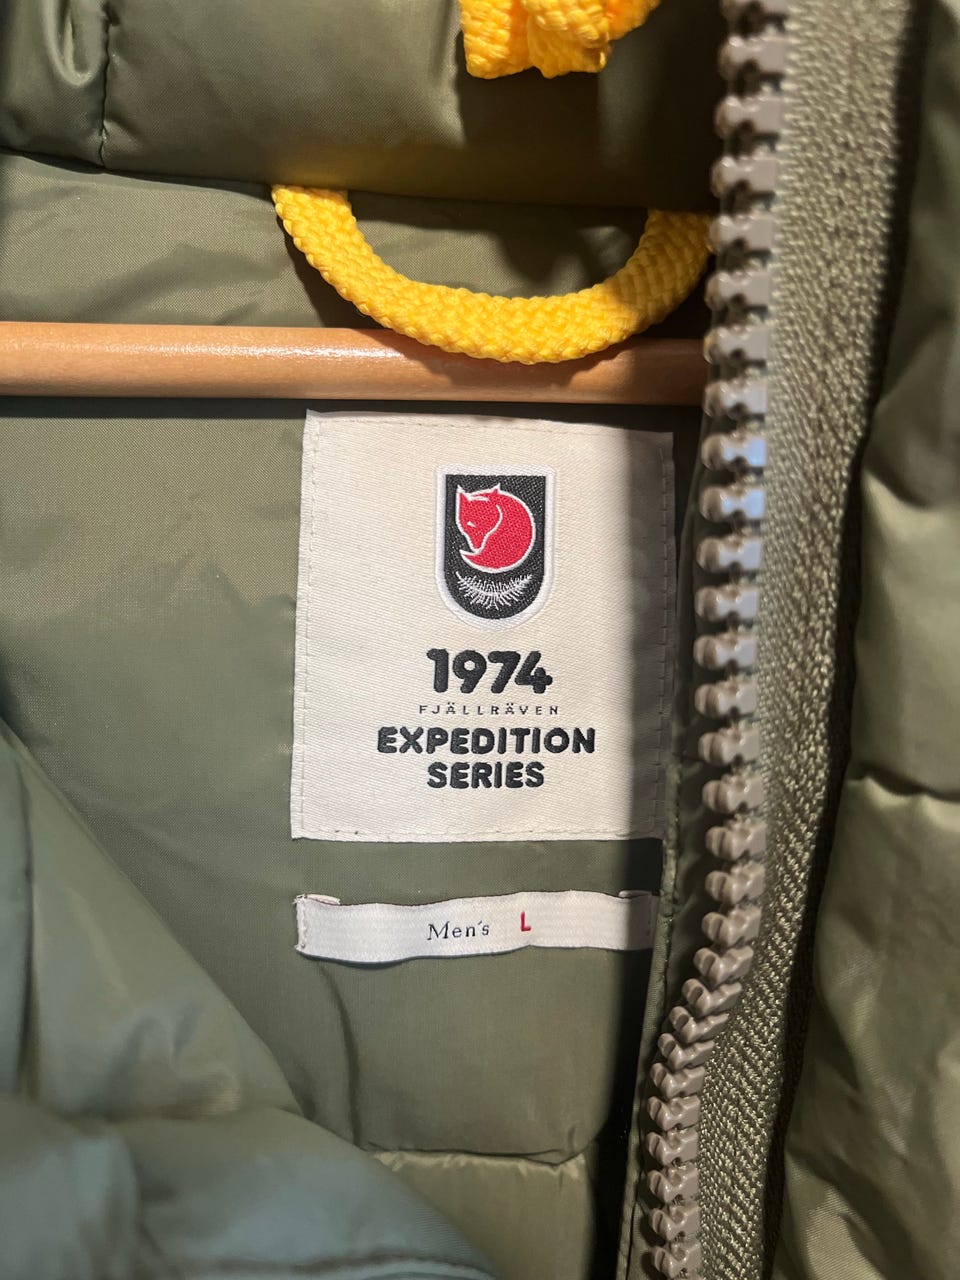 1974
FJÄLLRÄVEN
EXPEDITION
SERIES
Men's L